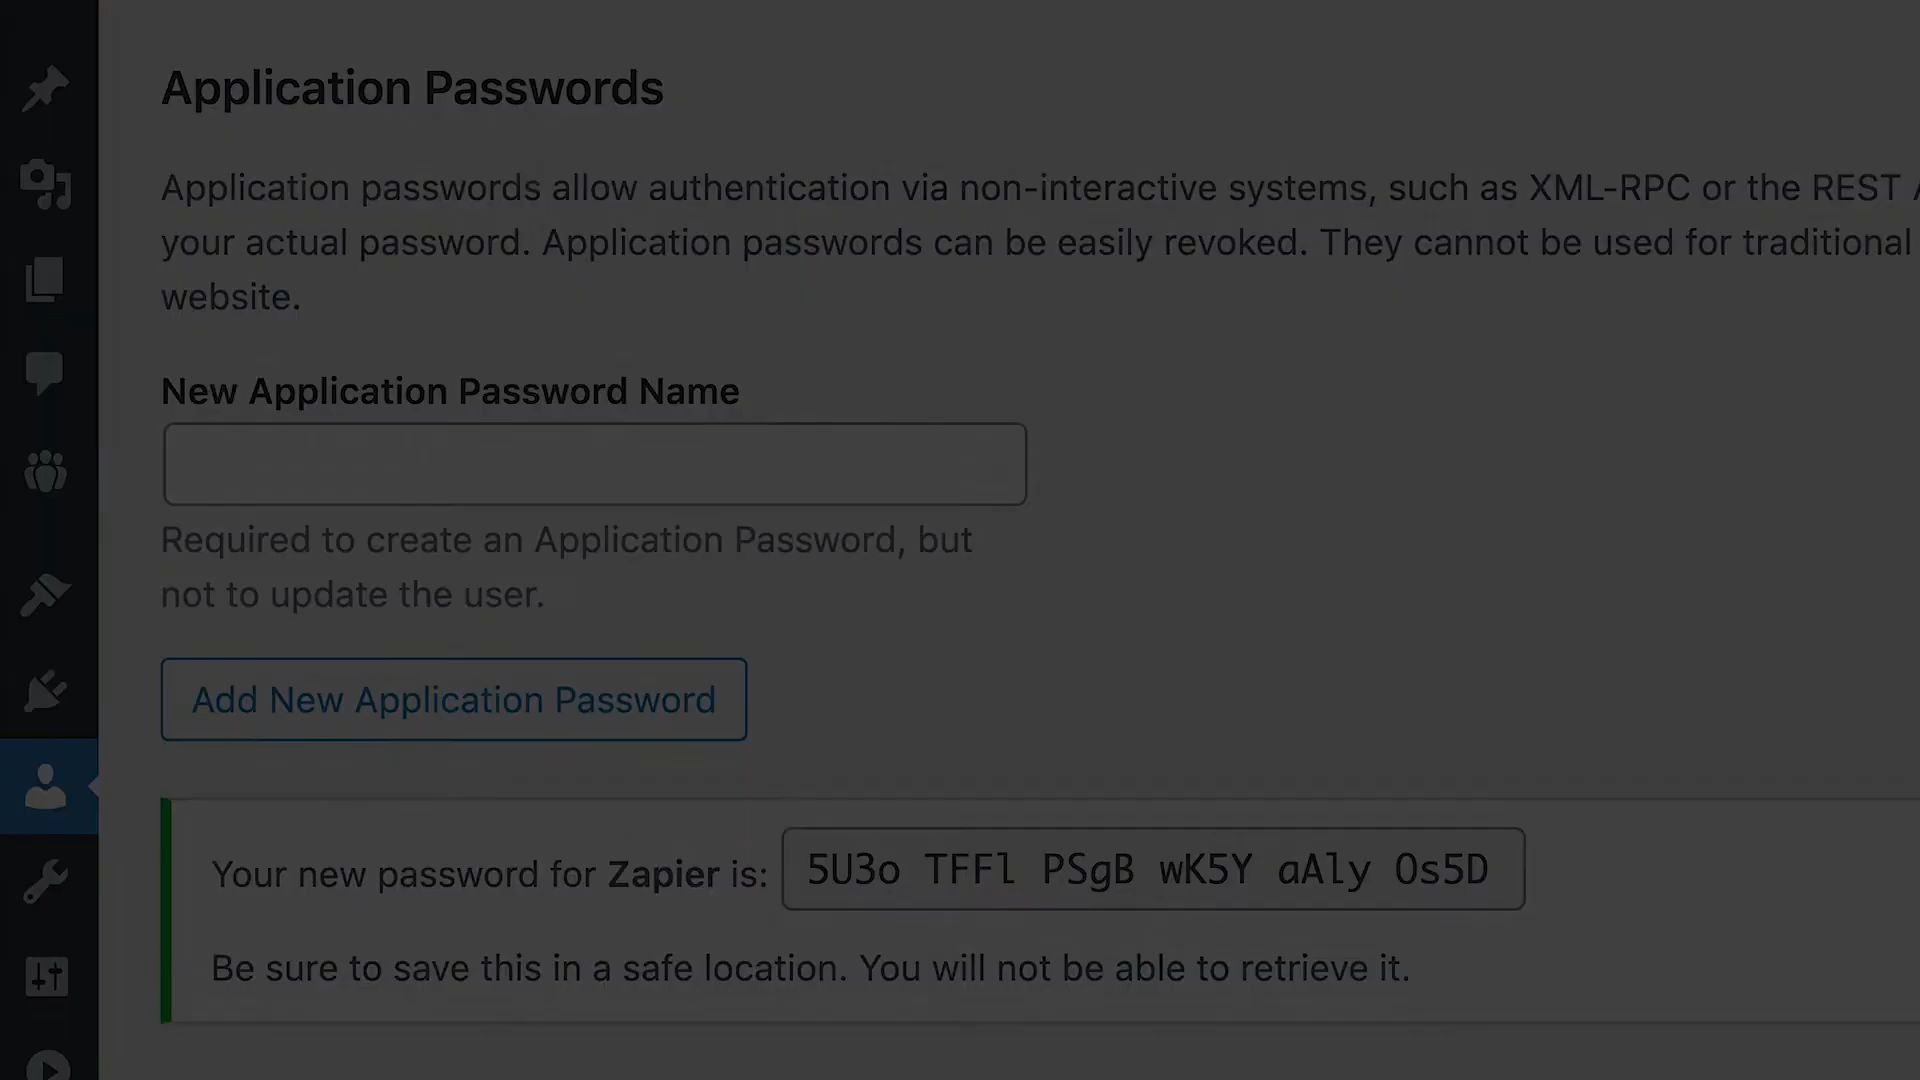 Application Passwords
Application passwords allow authentication via non-interactive systems, such as XML-RPC or the REST
your actual password. Application passwords can be easily revoked. They cannot be used for traditional
website.
New Application Password Name
Required to create an Application Password, but
not to update the user.
Add New Application Password
Your new password for Zapier is: 5U3o TFFl PSgB wK5Y aAly Os5D
Be sure to save this in a safe location. You will not be able to retrieve it.